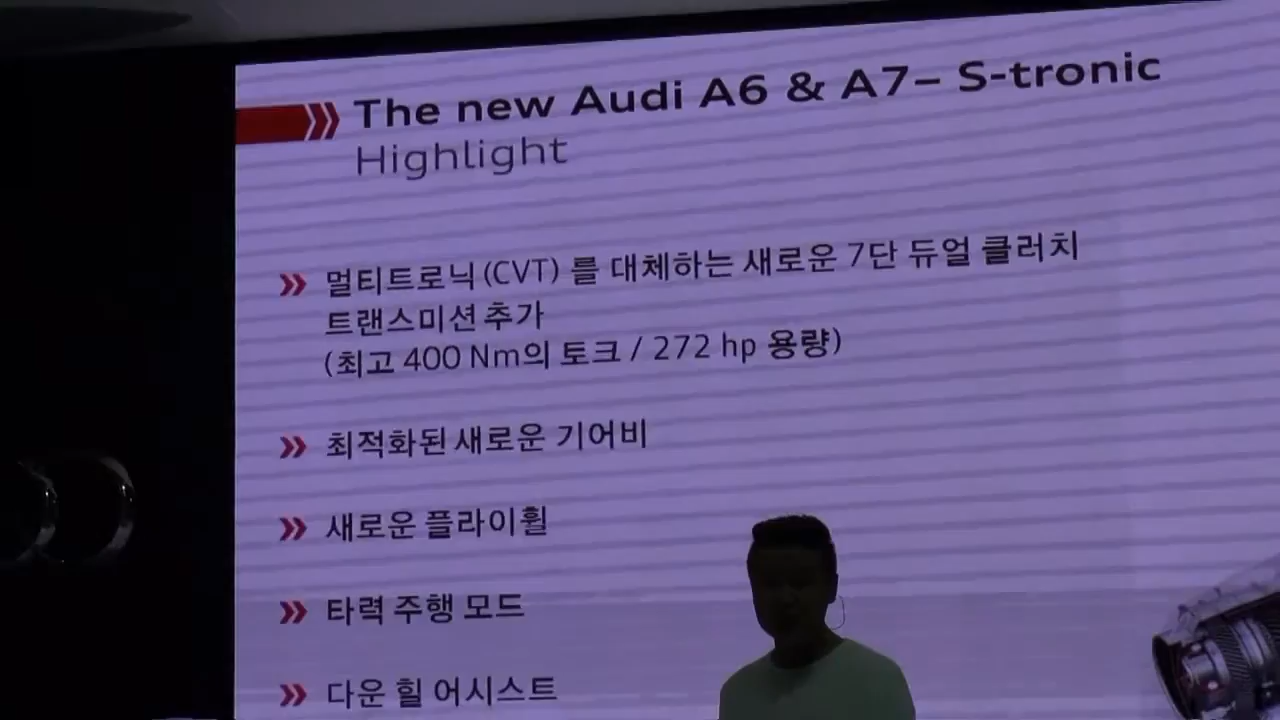 The new Audi A6 & A7– S-tronic
Highlight
멀티트로닉 (CVT) 를 대체하는 새로운 7단 듀얼 클러치
트랜스미션 추가
(최고 400 Nm의 토크 / 272 hp 용량)
최적화된 새로운 기어비
새로운 플라이휠
타력 주행 모드
다운 힐 어시스트